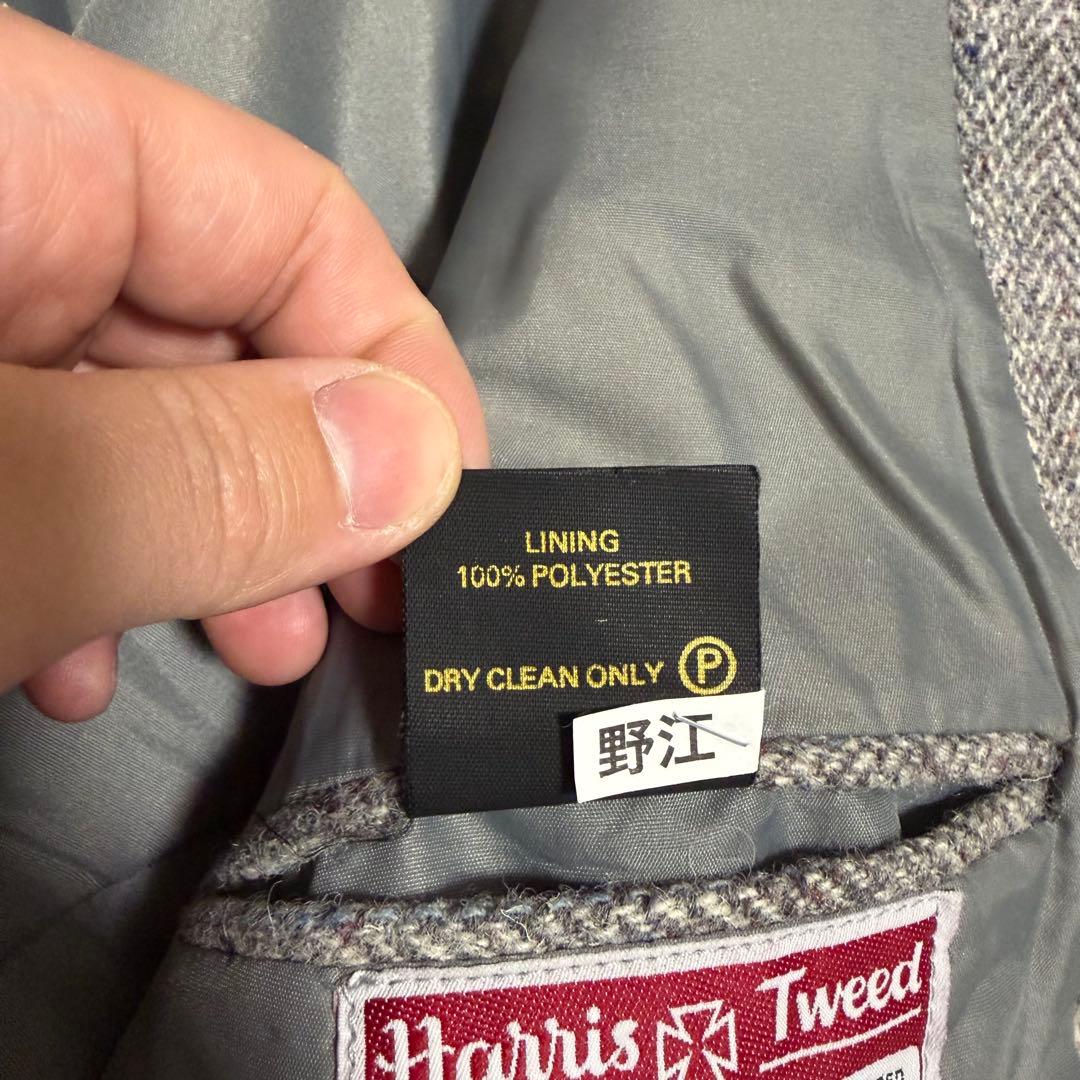 LINING
100% POLYESTER
DRY CLEAN ONLY Ⓟ
野江
Harris Tweed